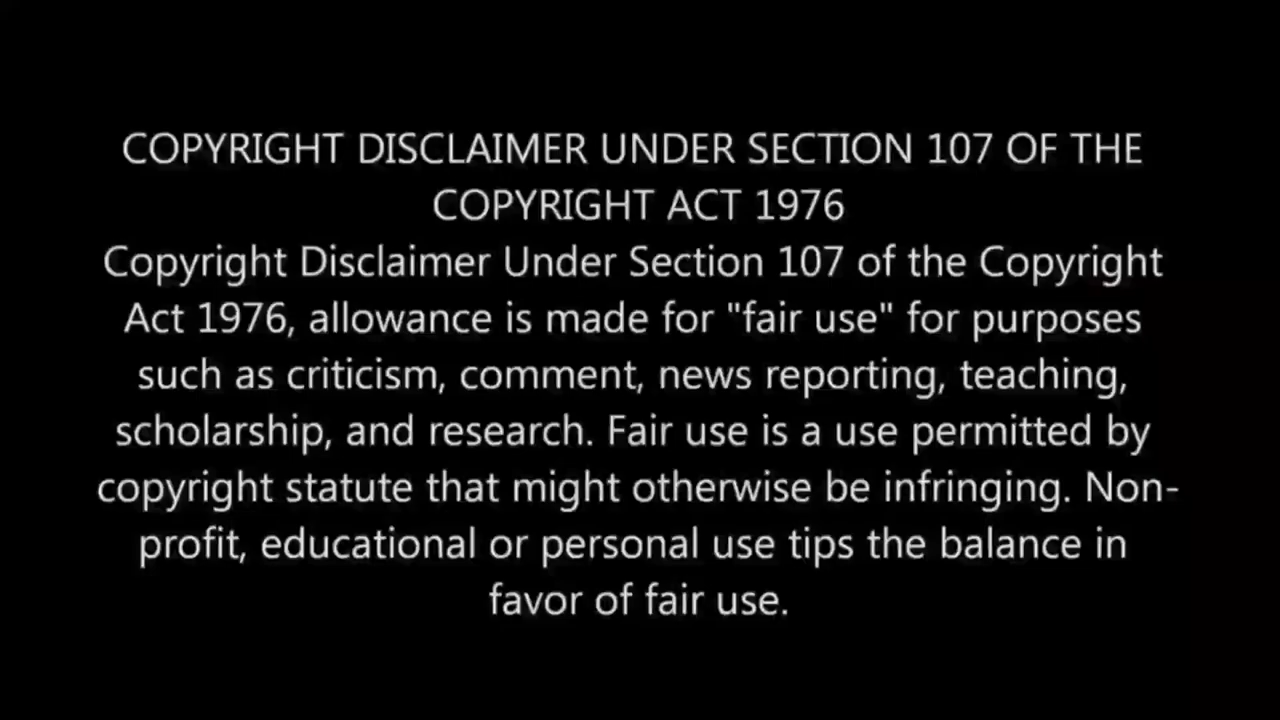 COPYRIGHT DISCLAIMER UNDER SECTION 107 OF THE
COPYRIGHT ACT 1976
Copyright Disclaimer Under Section 107 of the Copyright
Act 1976, allowance is made for "fair use" for purposes
such as criticism, comment, news reporting, teaching,
scholarship, and research. Fair use is a use permitted by
copyright statute that might otherwise be infringing. Non-
profit, educational or personal use tips the balance in
favor of fair use.